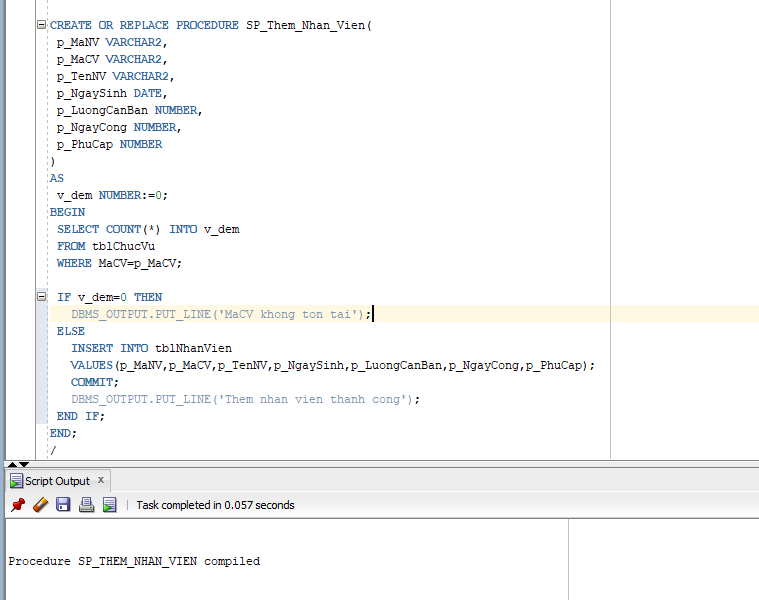 CREATE OR REPLACE PROCEDURE SP_Them_Nhan_Vien(
p_MaNV VARCHAR2,
p_MaCV VARCHAR2,
p_TenNV VARCHAR2,
p_NgaySinh DATE,
p_LuongCanBan NUMBER,
p_NgayCong NUMBER,
p_PhuCap NUMBER
)
AS
v_dem NUMBER:=0;
BEGIN
SELECT COUNT(*) INTO v_dem
FROM tblChucVu
WHERE MaCV=p_MaCV;
IF v_dem=0 THEN
DBMS_OUTPUT.PUT_LINE('MaCV khong ton tai');
ELSE
INSERT INTO tblNhanVien
VALUES(p_MaNV,p_MaCV,p_TenNV,p_NgaySinh,p_LuongCanBan,p_NgayCong,p_PhuCap);
COMMIT;
DBMS_OUTPUT.PUT_LINE('Them nhan vien thanh cong');
END IF;
END;
/
Script Output x
Task completed in 0.057 seconds
Procedure SP_THEM_NHAN_VIEN compiled